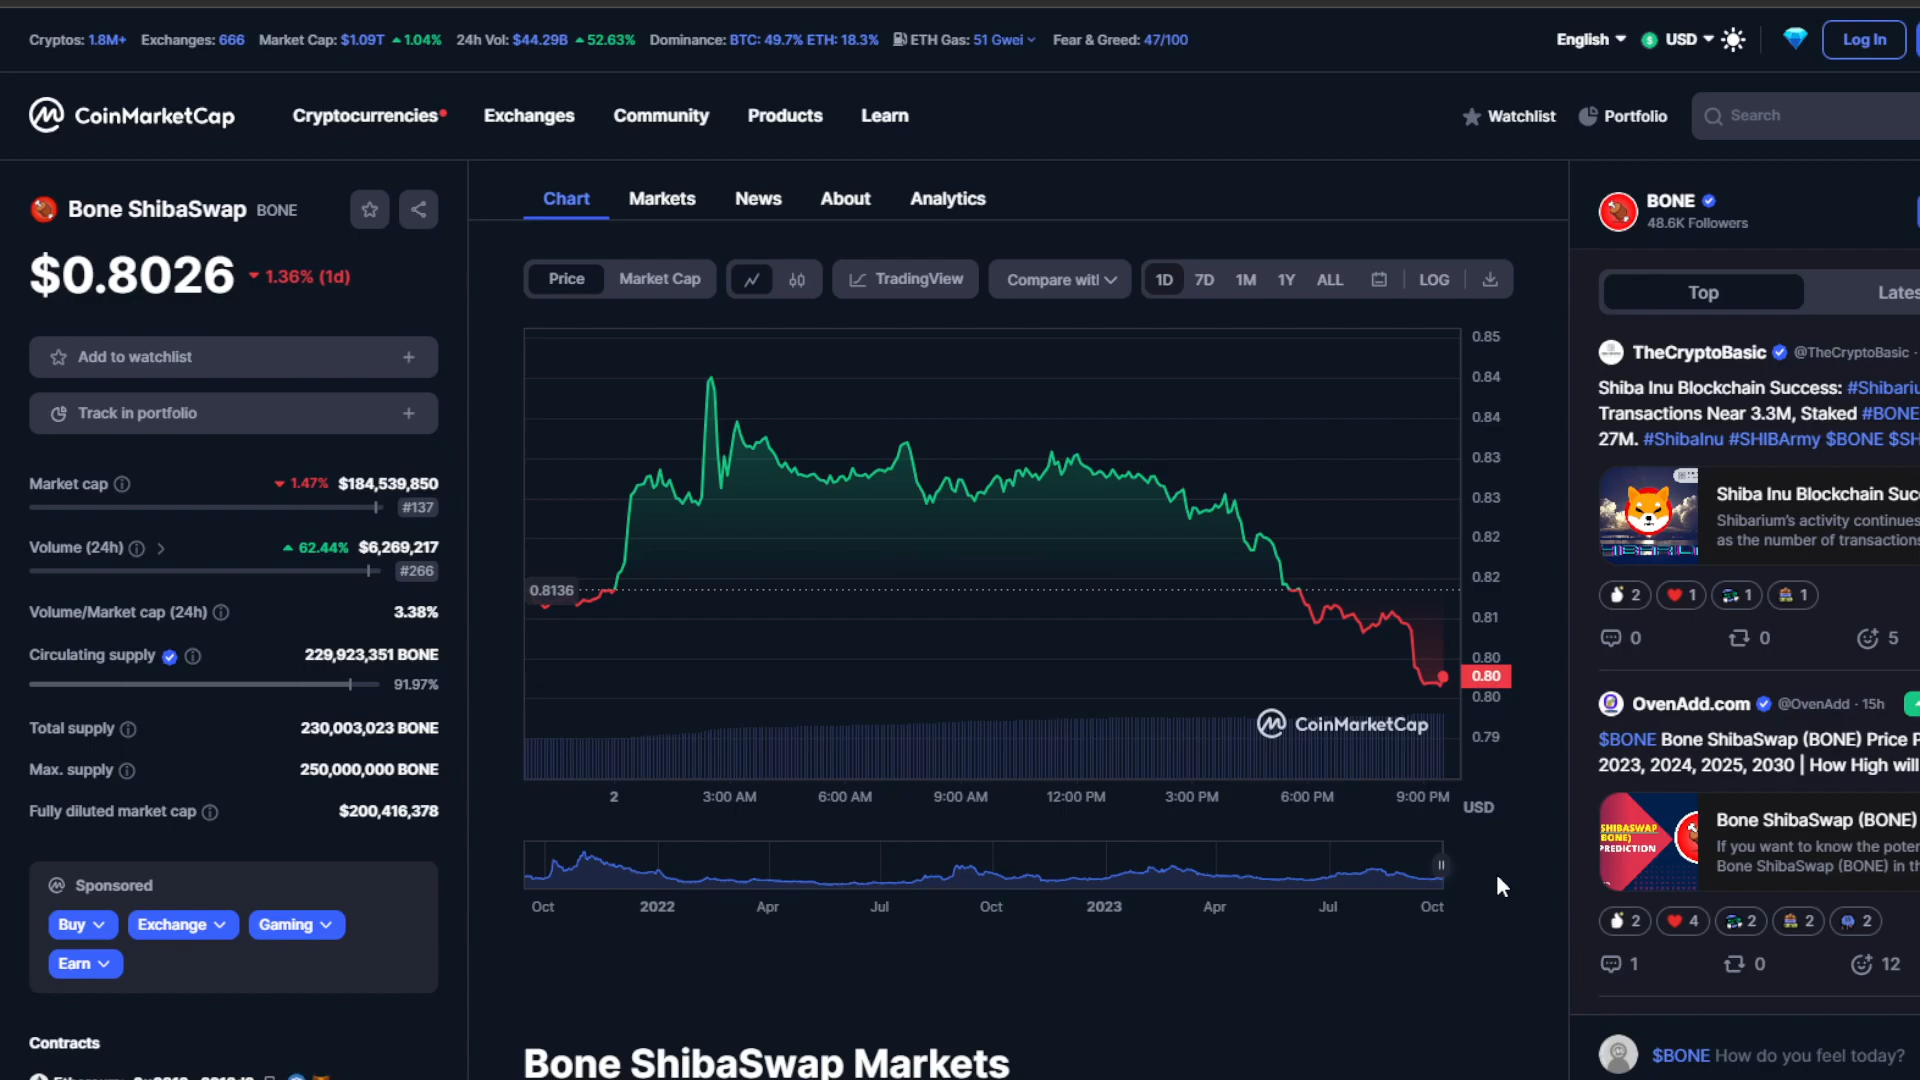 Cryptos: 1.8M+ Exchanges: 666 Market Cap: $1.09T 1.04% 24h Vol: $44.29B 52.63% Dominance: BTC: 49.7% ETH: 18.3% ETH Gas: 51 Gwei Fear & Greed: 47/100
English USD Log In
CoinMarketCap Cryptocurrencies Exchanges Community Products Learn Watchlist Portfolio Search
Bone ShibaSwap BONE
$0.8026 1.36% (1d)
Add to watchlist +
Track in portfolio +
Market cap 1.47% $184,539,850
#137
Volume (24h) 62.44% $6,269,217
#266
Volume/Market cap (24h) 3.38%
Circulating supply 229,923,351 BONE
91.97%
Total supply 230,003,023 BONE
Max. supply 250,000,000 BONE
Fully diluted market cap $200,416,378
Sponsored
Buy Exchange Gaming
Earn
Contracts
Chart Markets News About Analytics
Price Market Cap TradingView Compare with 1D 7D 1M 1Y ALL LOG
0.85
0.84
0.84
0.83
0.83
0.82
0.82
0.8136
0.81
0.80
0.80
0.80
CoinMarketCap
0.79
2 3:00 AM 6:00 AM 9:00 AM 12:00 PM 3:00 PM 6:00 PM 9:00 PM USD
Oct 2022 Apr Jul Oct 2023 Apr Jul Oct
Bone ShibaSwap Markets
BONE
48.6K Followers
Top Lates
TheCryptoBasic @TheCryptoBasic ·
Shiba Inu Blockchain Success: #Shibariu
Transactions Near 3.3M, Staked #BONE
27M. #ShibaInu #SHIBArmy $BONE $SH
Shiba Inu Blockchain Suc
Shibarium's activity continues
as the number of transactions
2 1 1 1
0 0 5
OvenAdd.com @OvenAdd · 15h
$BONE Bone ShibaSwap (BONE) Price P
2023, 2024, 2025, 2030 | How High will
SHIBASWAP
BONE)
PREDICTION
Bone ShibaSwap (BONE)
If you want to know the poter
Bone ShibaSwap (BONE) in th
2 4 2 2 2
1 0 12
$BONE How do you feel today?